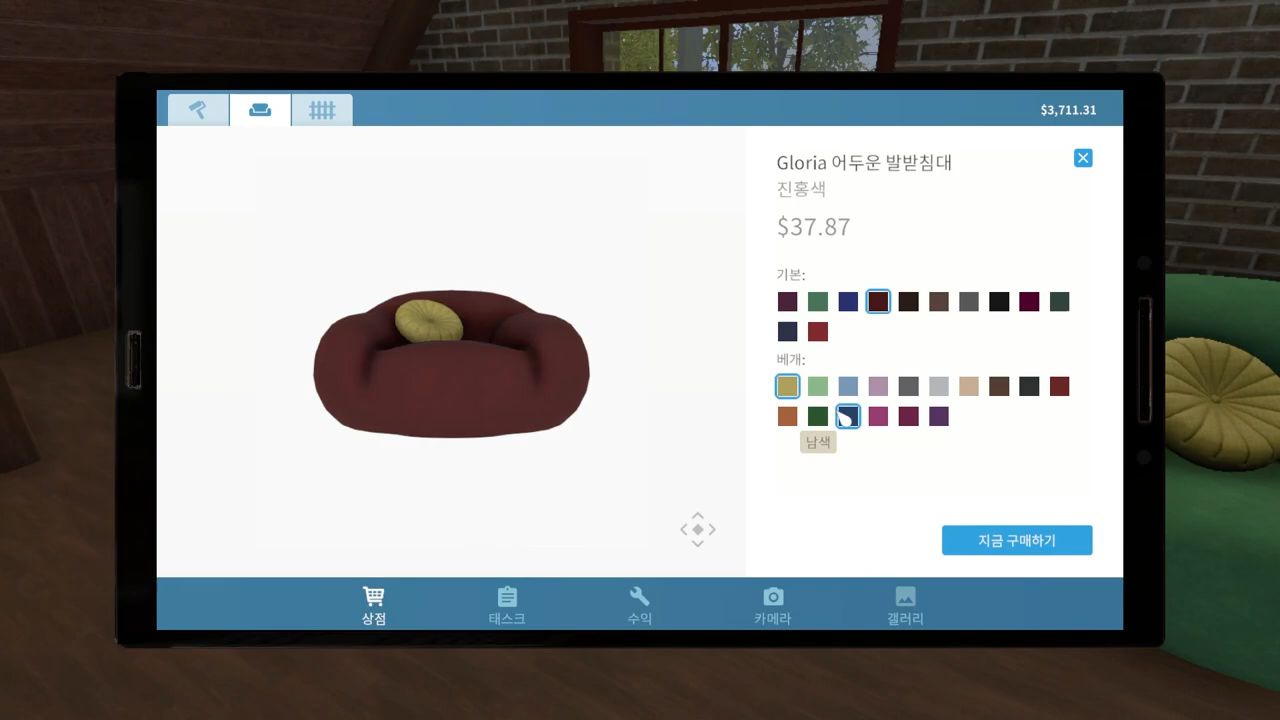 $3,711.31
Gloria 어두운 발받침대
진홍색
$37.87
기본:
베개:
남색
지금 구매하기
상점
태스크
수익
카메라
갤러리